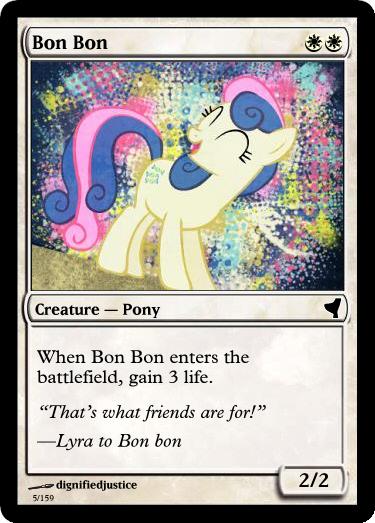 Bon Bon
Creature — Pony
When Bon Bon enters the
battlefield, gain 3 life.
“That’s what friends are for!”
—Lyra to Bon bon
2/2
dignifiedjustice
5/159